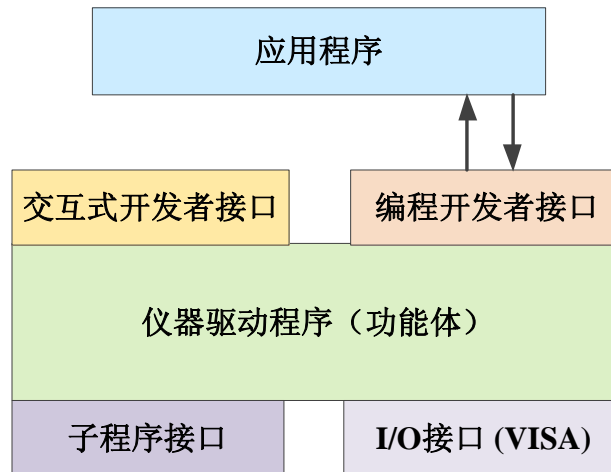 应用程序
交互式开发者接口
编程开发者接口
仪器驱动程序（功能体）
子程序接口
I/O接口 (VISA)